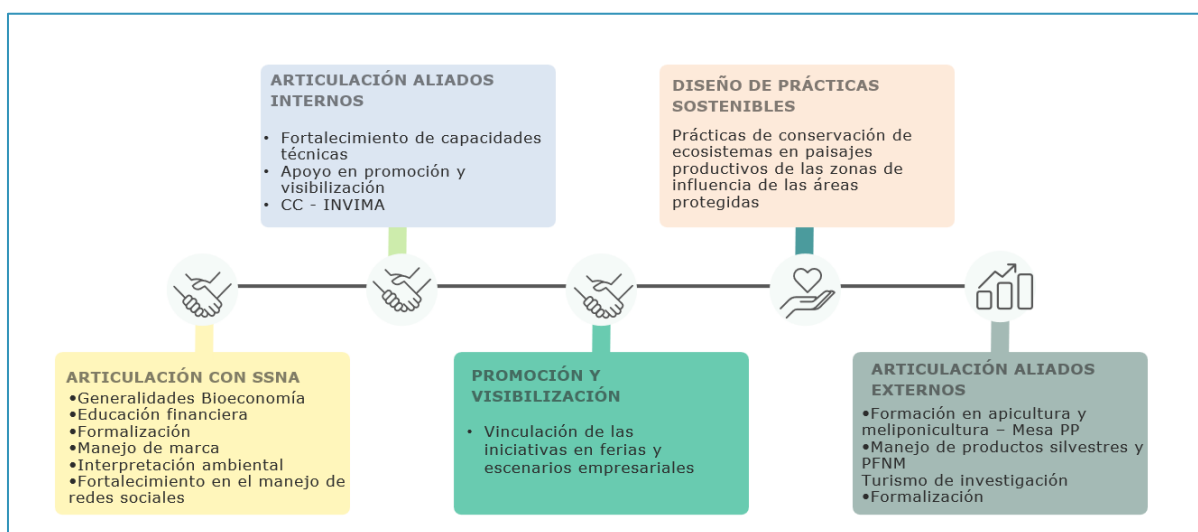 ARTICULACIÓN ALIADOS
INTERNOS
• Fortalecimiento de capacidades
técnicas
• Apoyo en promoción y
visibilización
• CC - INVIMA
DISEÑO DE PRÁCTICAS
SOSTENIBLES
Prácticas de conservación de
ecosistemas en paisajes
productivos de las zonas de
influencia de las áreas
protegidas
ARTICULACIÓN CON SSNA
•Generalidades Bioeconomía
•Educación financiera
•Formalización
•Manejo de marca
•Interpretación ambiental
•Fortalecimiento en el manejo de
redes sociales
PROMOCIÓN Y
VISIBILIZACIÓN
• Vinculación de las
iniciativas en ferias y
escenarios empresariales
ARTICULACIÓN ALIADOS
EXTERNOS
•Formación en apicultura y
meliponicultura – Mesa PP
•Manejo de productos silvestres y
PFNM
Turismo de investigación
•Formalización